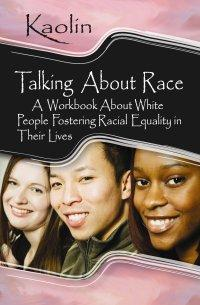 Kaolin
Talking About Race
A Workbook About White
People Fostering Racial Equality in
Their Lives